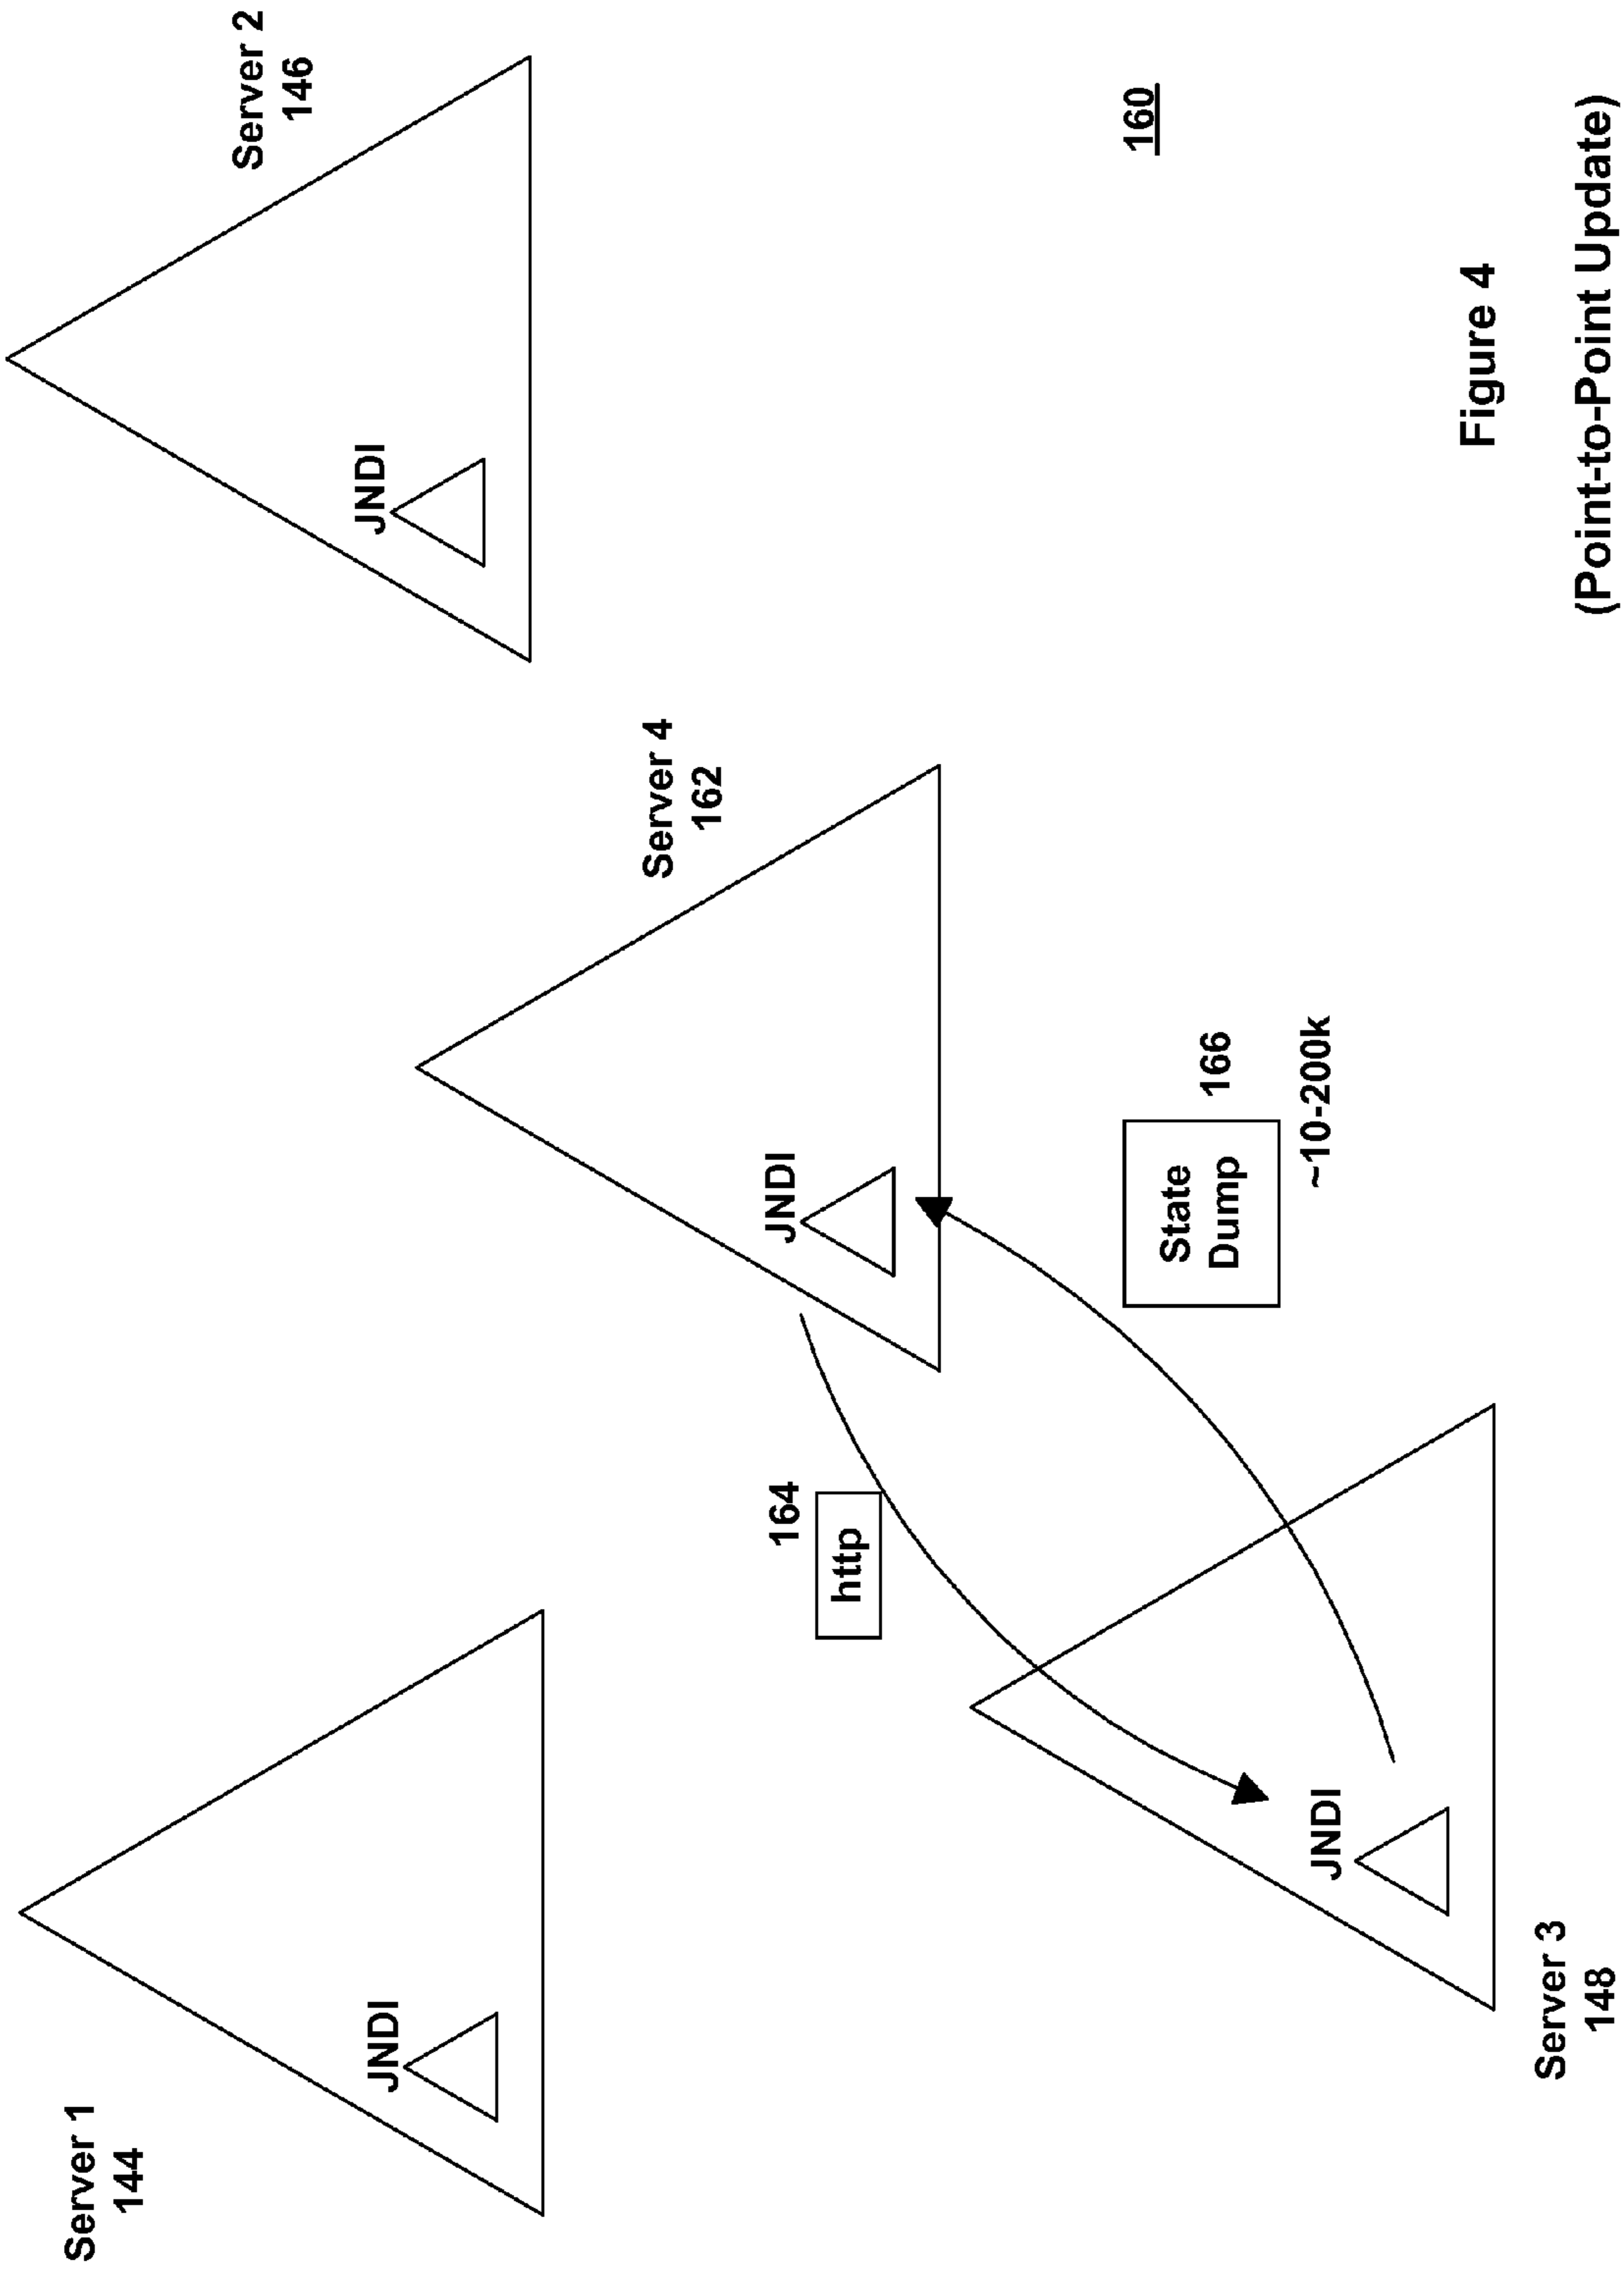 Server 1
144
JNDI
Server 2
146
JNDI
Server 4
162
JNDI
164
http
State
Dump
166
~10-200k
JNDI
Server 3
148
160
Figure 4
(Point-to-Point Update)